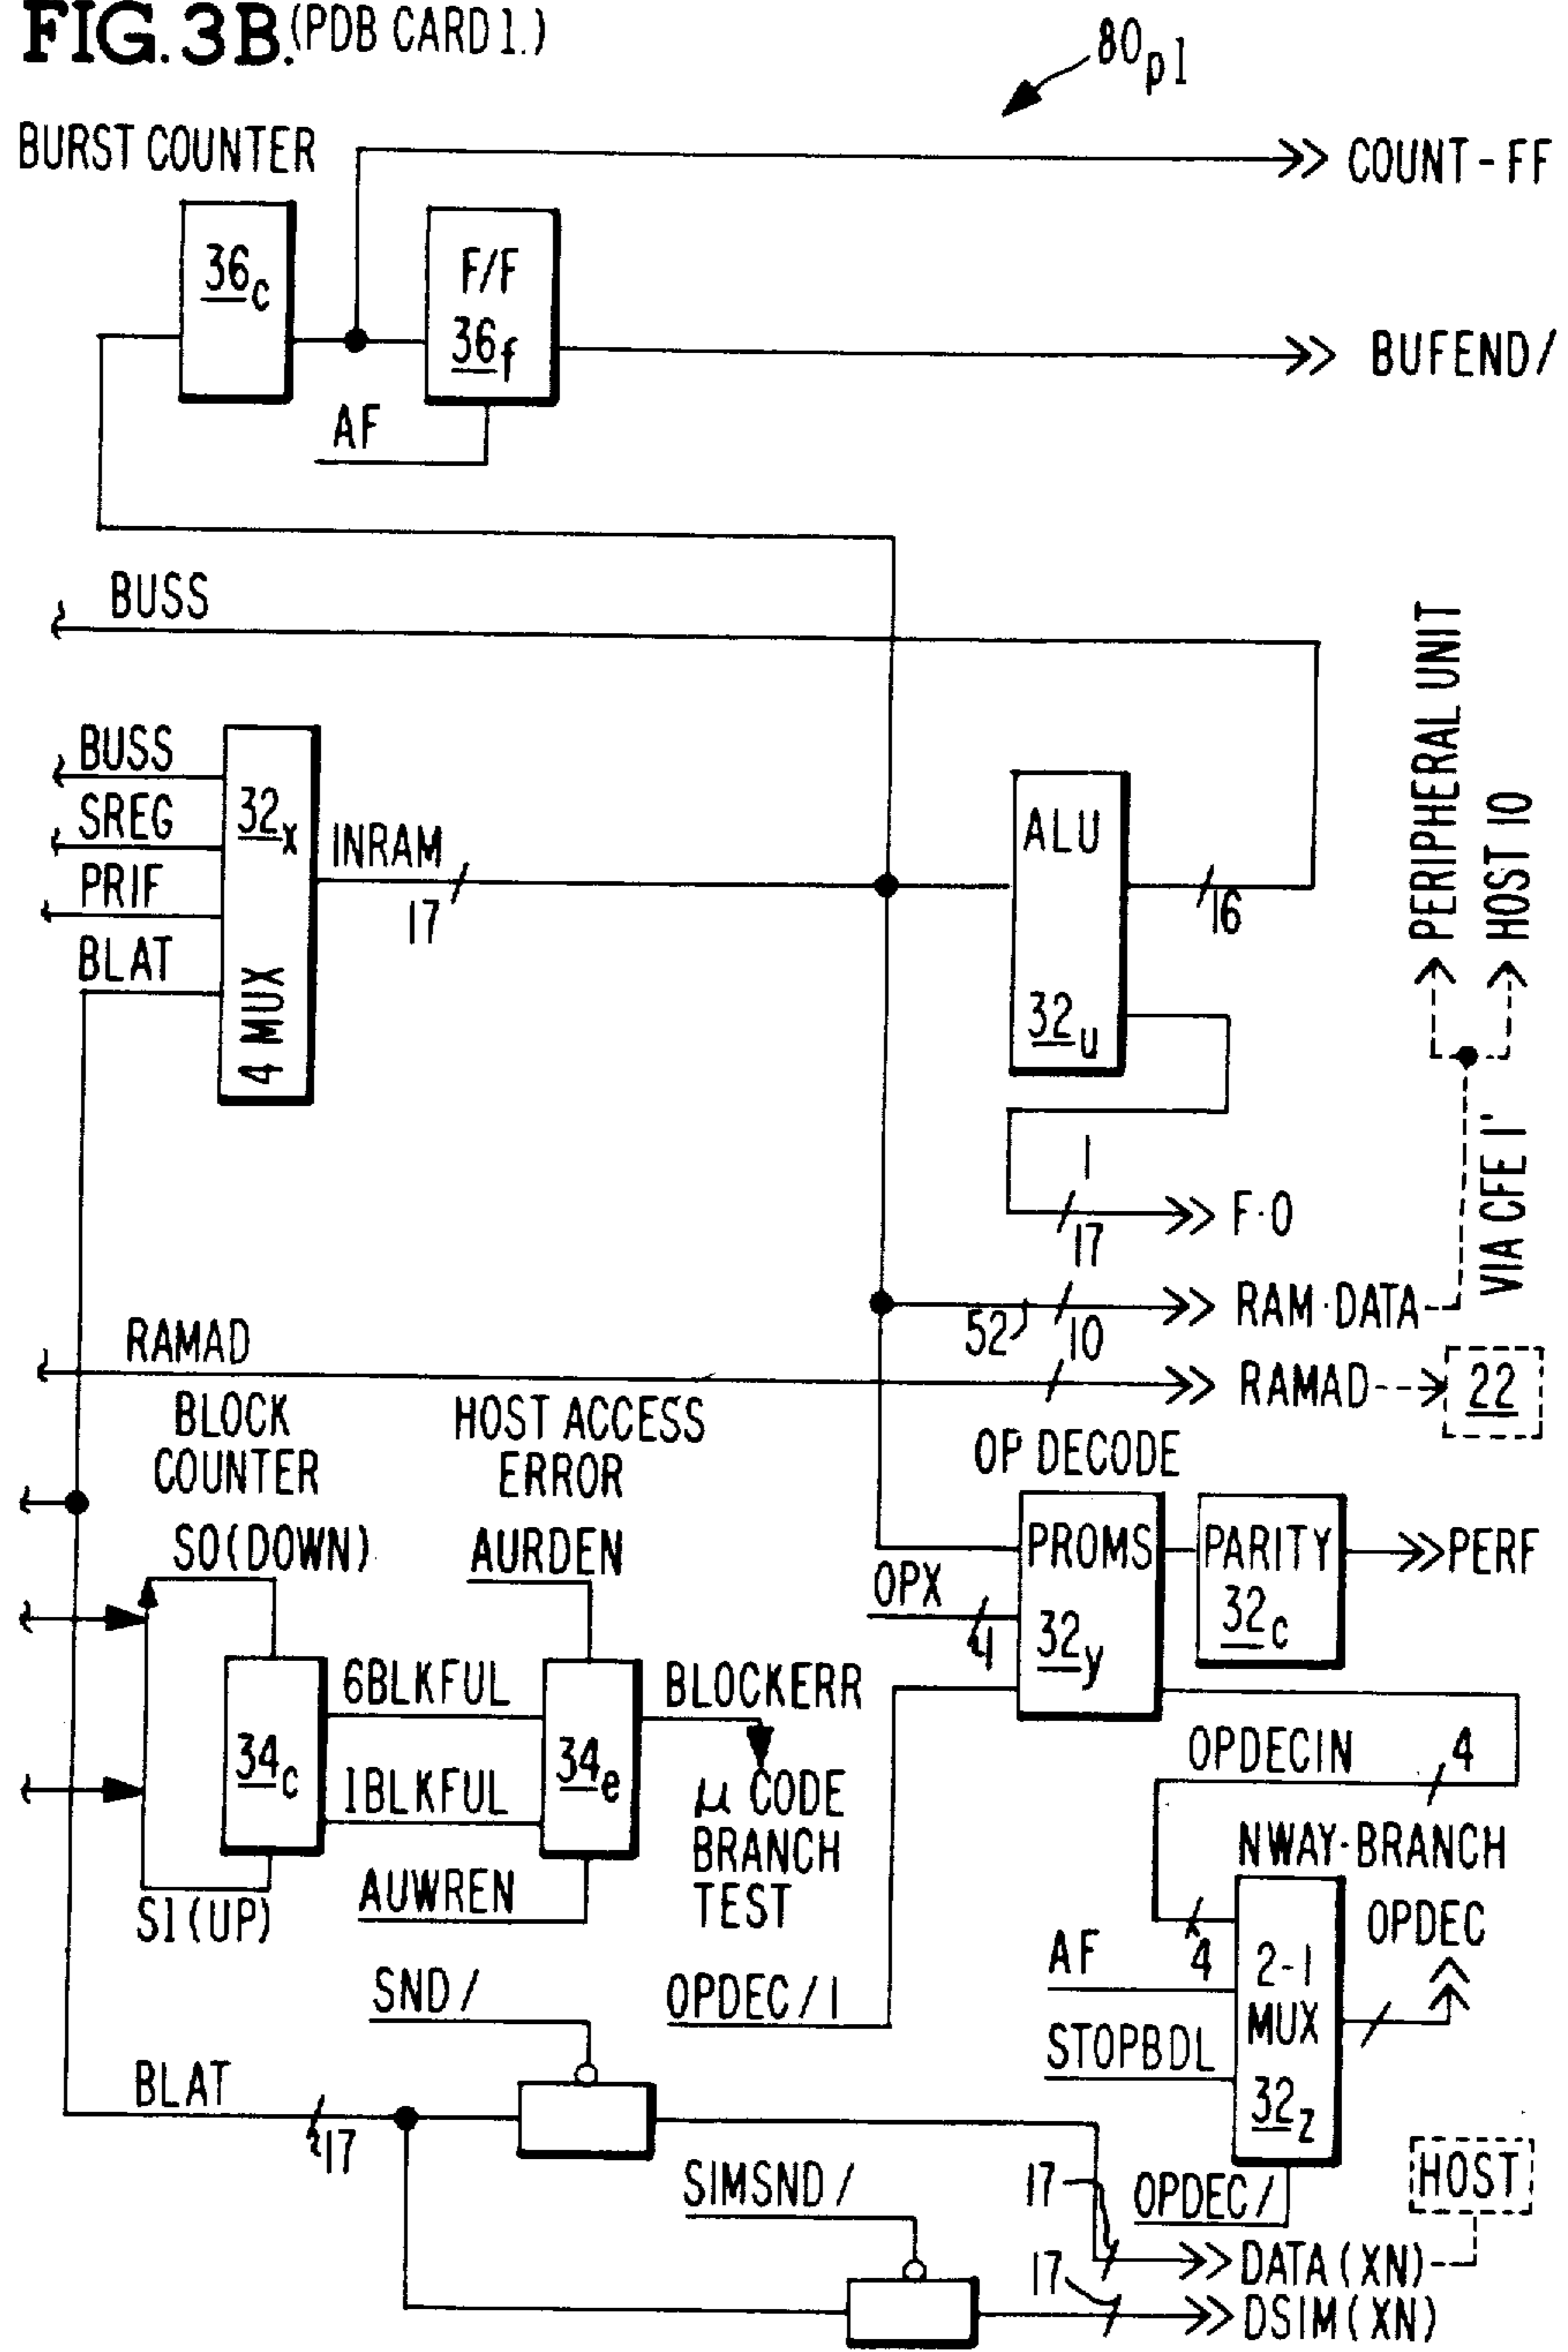 FIG. 3B. (PDB CARD 1.)
80p1
BURST COUNTER
COUNT-FF
36c
F/F
36f
BUFEND/
AF
BUSS
PERIPHERAL UNIT
HOST 10
BUSS
SREG
PRIF
BLAT
32x
4 MUX
INRAM
17
ALU
32u
16
VIA CFE 1'
1
F·0
17
52
RAM·DATA
10
RAMAD
RAMAD
22
BLOCK
COUNTER
HOST ACCESS
ERROR
OP DECODE
S0(DOWN)
AURDEN
PROMS
32y
PARITY
32c
PERF
OPX
4
6BLKFUL
BLOCKERR
34c
34e
1BLKFUL
μ CODE
BRANCH
TEST
OPDECIN
4
NWAY-BRANCH
AUWREN
S1(UP)
OPDEC
4
AF
2-1
MUX
32z
SND/
OPDEC/1
STOPBDL
BLAT
17
HOST
SIMSND/
17
OPDEC/
DATA(XN)
17
DSIM(XN)